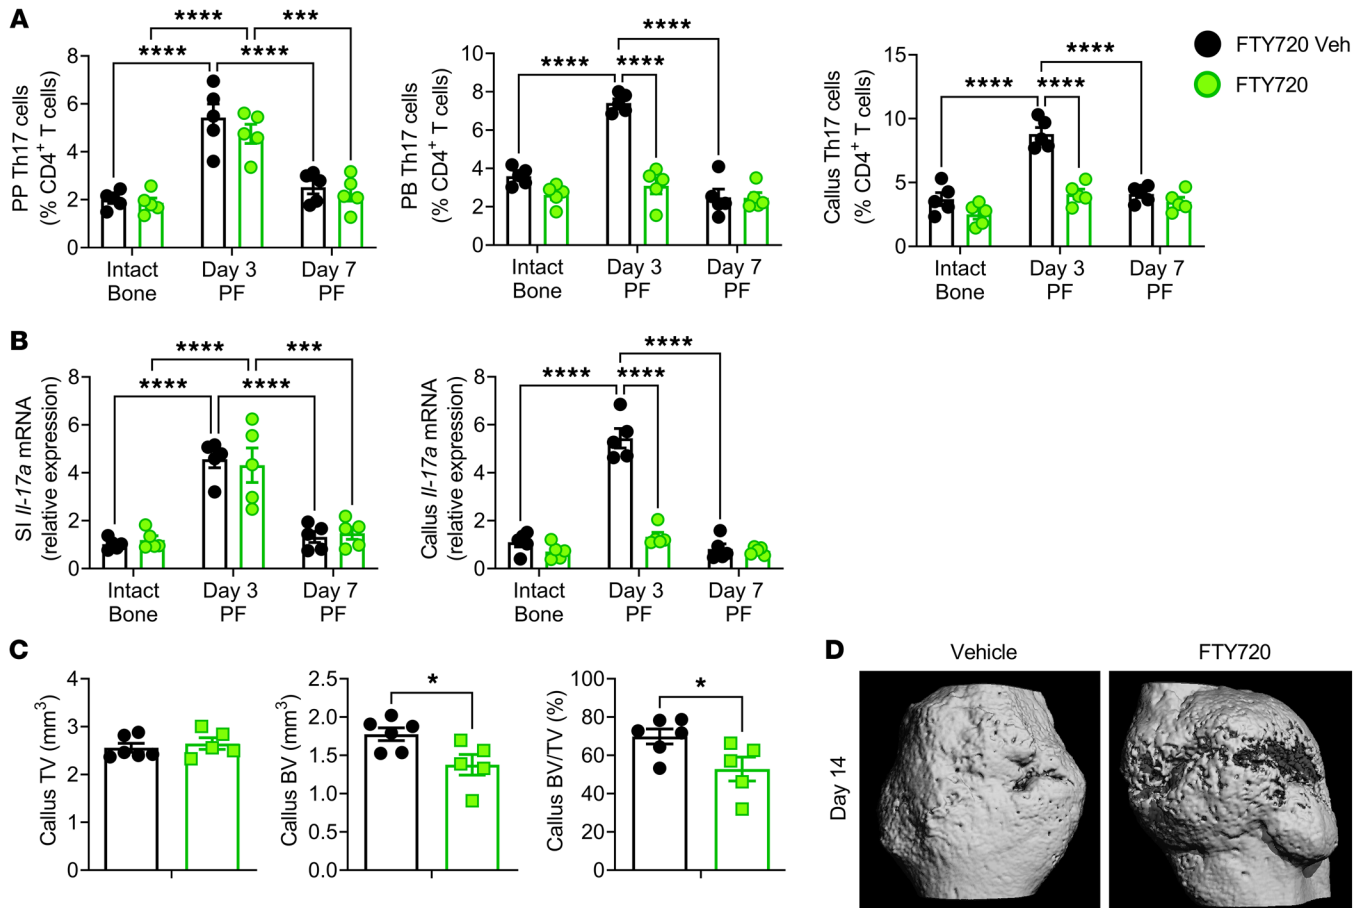 A
PP Th17 cells
(% CD4+ T cells)
8
6
4
2
0
****
***
****
****
Intact
Bone
Day 3
PF
Day 7
PF
PB Th17 cells
(% CD4+ T cells)
10
8
6
4
2
0
****
****
****
Intact
Bone
Day 3
PF
Day 7
PF
Callus Th17 cells
(% CD4+ T cells)
15
10
5
0
****
****
****
Intact
Bone
Day 3
PF
Day 7
PF
FTY720 Veh
FTY720
B
SI Il-17a mRNA
(relative expression)
8
6
4
2
0
****
***
****
****
Intact
Bone
Day 3
PF
Day 7
PF
Callus Il-17a mRNA
(relative expression)
8
6
4
2
0
****
****
****
Intact
Bone
Day 3
PF
Day 7
PF
C
Callus TV (mm3)
4
3
2
1
0
Callus BV (mm3)
2.5
2.0
1.5
1.0
0.5
0.0
*
Callus BV/TV (%)
100
80
60
40
20
0
*
D
Vehicle
FTY720
Day 14